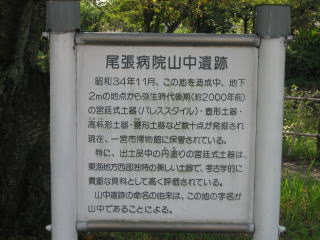 尾張病院山中遺跡
昭和34年11月、この池を造成中、地下
2mの地点から弥生時代後期(約2000年前)
の宮廷式土器(パレススタイル)・壺形土器・
高坏形土器・甕形土器など数十点が発掘され
現在、一宮市博物館に保管されている。
特に、出土品中の丹塗りの宮廷式土器は、
東海地方西部独特の美しい土器で、考古学的に
貴重な資料として高く評価されている。
山中遺跡の命名の由来は、この池の字名が
山中であることによる。